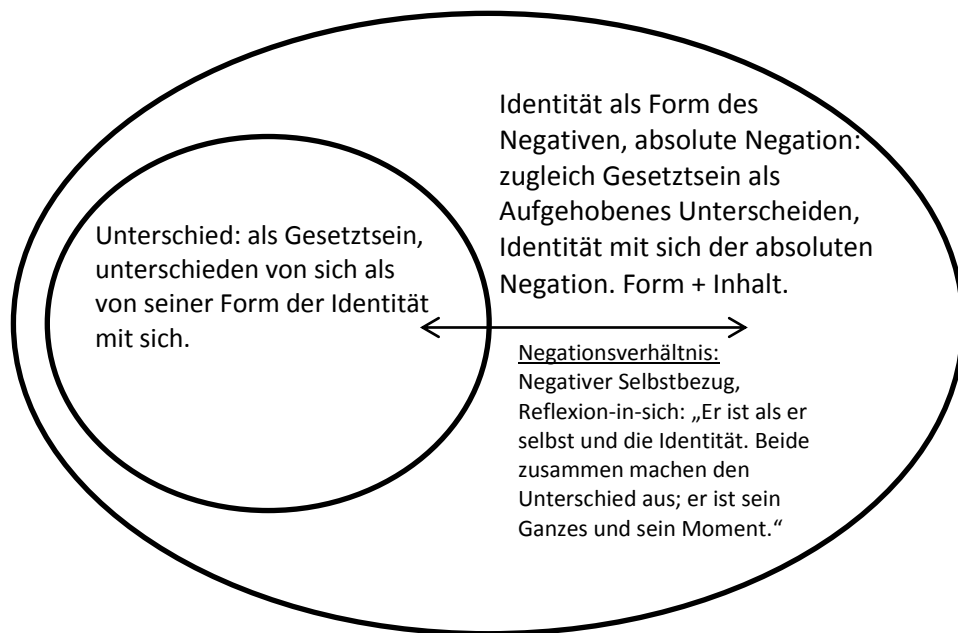 Identität als Form des
Negativen, absolute Negation:
zugleich Gesetztsein als
Aufgehobenes Unterscheiden,
Identität mit sich der absoluten
Negation. Form + Inhalt.
Unterschied: als Gesetztsein,
unterschieden von sich als
von seiner Form der Identität
mit sich.
Negationsverhältnis:
Negativer Selbstbezug,
Reflexion-in-sich: „Er ist als er
selbst und die Identität. Beide
zusammen machen den
Unterschied aus; er ist sein
Ganzes und sein Moment.“